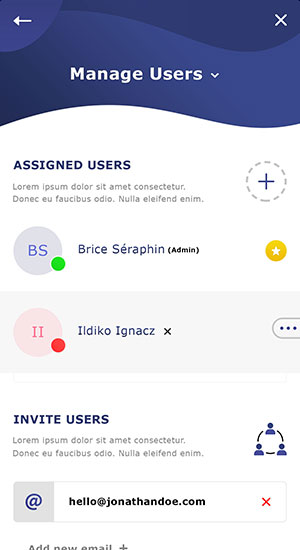 Manage Users
ASSIGNED USERS
Lorem ipsum dolor sit amet consectetur.
Donec eu faucibus odio. Nulla eleifend enim.
BS
Brice Séraphin (Admin)
II
Ildiko Ignacz
INVITE USERS
Lorem ipsum dolor sit amet consectetur.
Donec eu faucibus odio. Nulla eleifend enim.
@ hello@jonathandoe.com
Add new email +